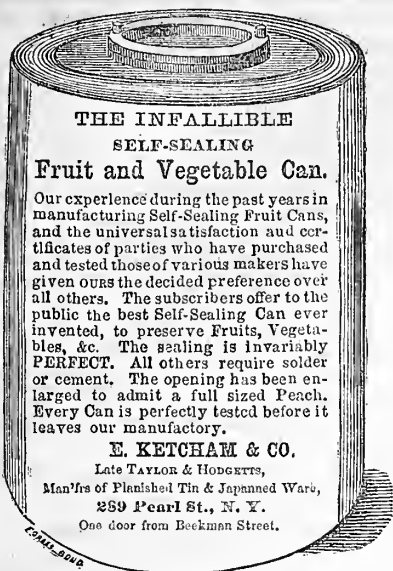 THE INFALLIBLE
SELF-SEALING
Fruit and Vegetable Can.
Our experience during the past years in
manufacturing Self-Sealing Fruit Cans,
and the universal satisfaction and cer-
tificates of parties who have purchased
and tested those of various makers have
given OURS the decided preference over
all others. The subscribers offer to the
public the best Self-Sealing Can ever
invented, to preserve Fruits, Vegeta-
bles, &c. The sealing is Invariably
PERFECT. All others require solder
or cement. The opening has been en-
larged to admit a full sized Peach.
Every Can is perfectly tested before it
leaves our manufactory.
E. KETCHAM & CO.
Late TAYLOR & HODGETTS,
Man'frs of Planished Tin & Japanned Ware,
289 Pearl St., N. Y.
One door from Beekman Street.